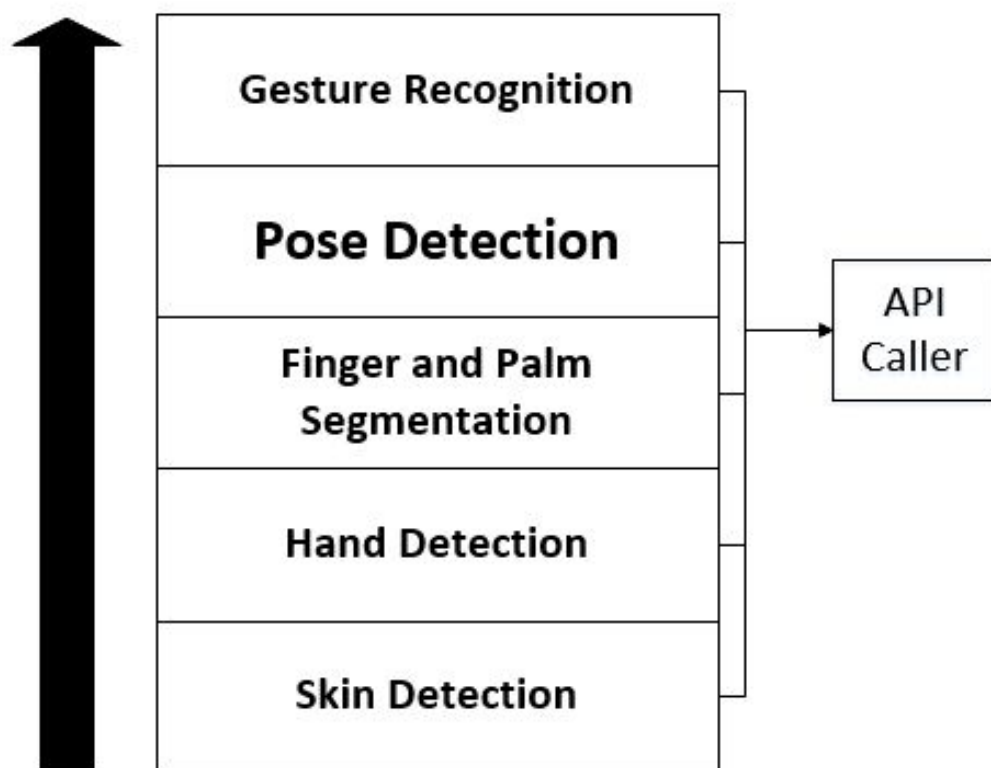 Gesture Recognition
Pose Detection
Finger and Palm
Segmentation
Hand Detection
Skin Detection
API
Caller